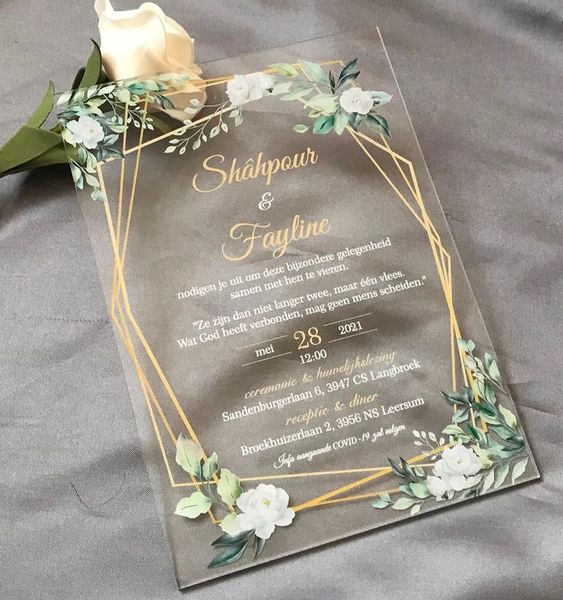 Shâhpour
&
Fayline
nodigen je uit om deze bijzondere gelegenheid
samen met hen te vieren.
"Ze zijn dan niet langer twee, maar één vlees.
Wat God heeft verbonden, mag geen mens scheiden."
mei 28 2021
12:00
ceremonie & huwelijkslezing
Sandenburgerlaan 6, 3947 CS Langbroek
receptie & diner
Broekhuizerlaan 2, 3956 NS Leersum
Info aangaande COVID-19 zal volgen